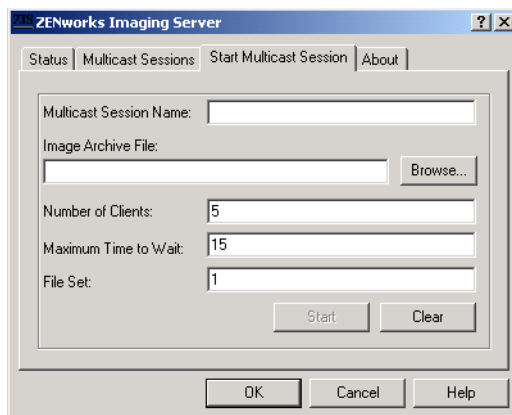 ZIS ZENworks Imaging Server ? X
Status Multicast Sessions Start Multicast Session About
Multicast Session Name:
Image Archive File:
Browse...
Number of Clients: 5
Maximum Time to Wait: 15
File Set: 1
Start Clear
OK Cancel Help